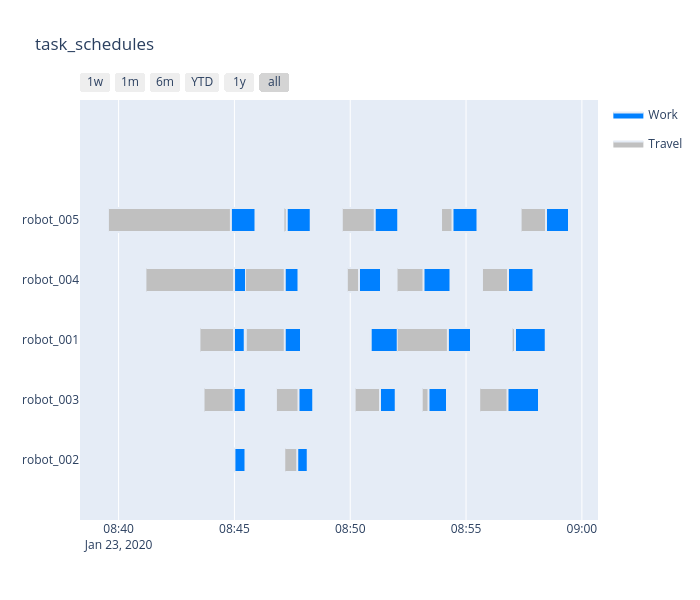 task_schedules
1w 1m 6m YTD 1y all
Work
Travel
robot_005
robot_004
robot_001
robot_003
robot_002
08:40 08:45 08:50 08:55 09:00
Jan 23, 2020